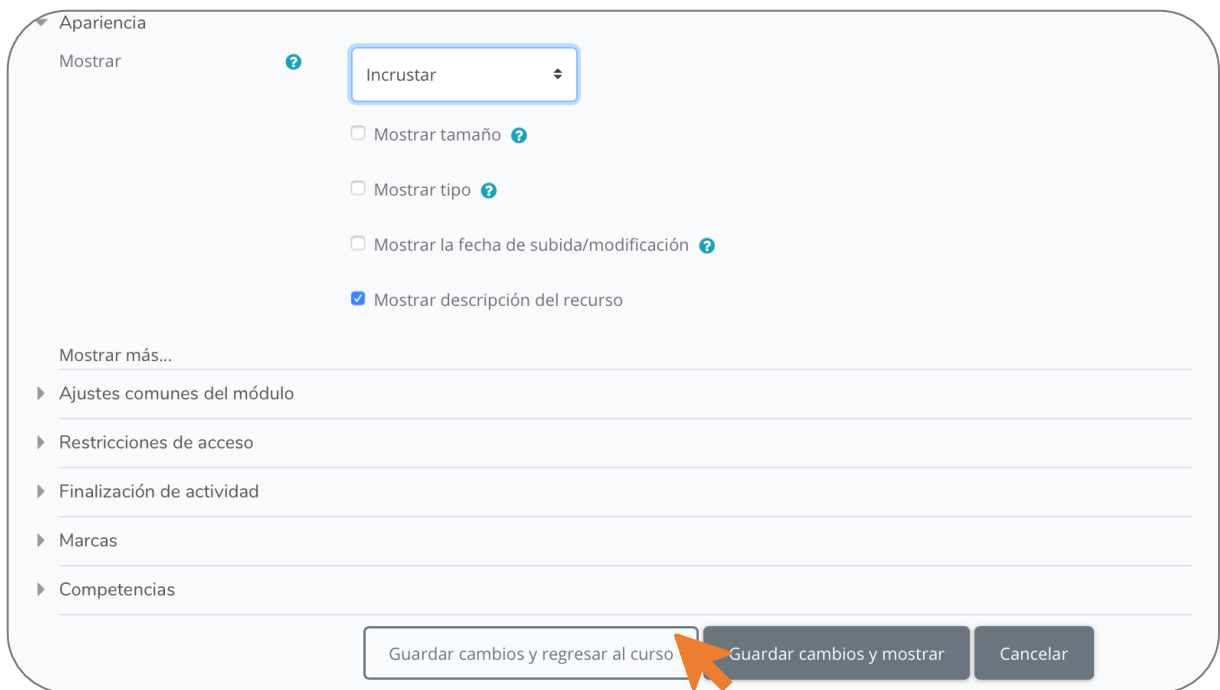 Apariencia
Mostrar
Incrustar
Mostrar tamaño
Mostrar tipo
Mostrar la fecha de subida/modificación
Mostrar descripción del recurso
Mostrar más...
Ajustes comunes del módulo
Restricciones de acceso
Finalización de actividad
Marcas
Competencias
Guardar cambios y regresar al curso Guardar cambios y mostrar Cancelar